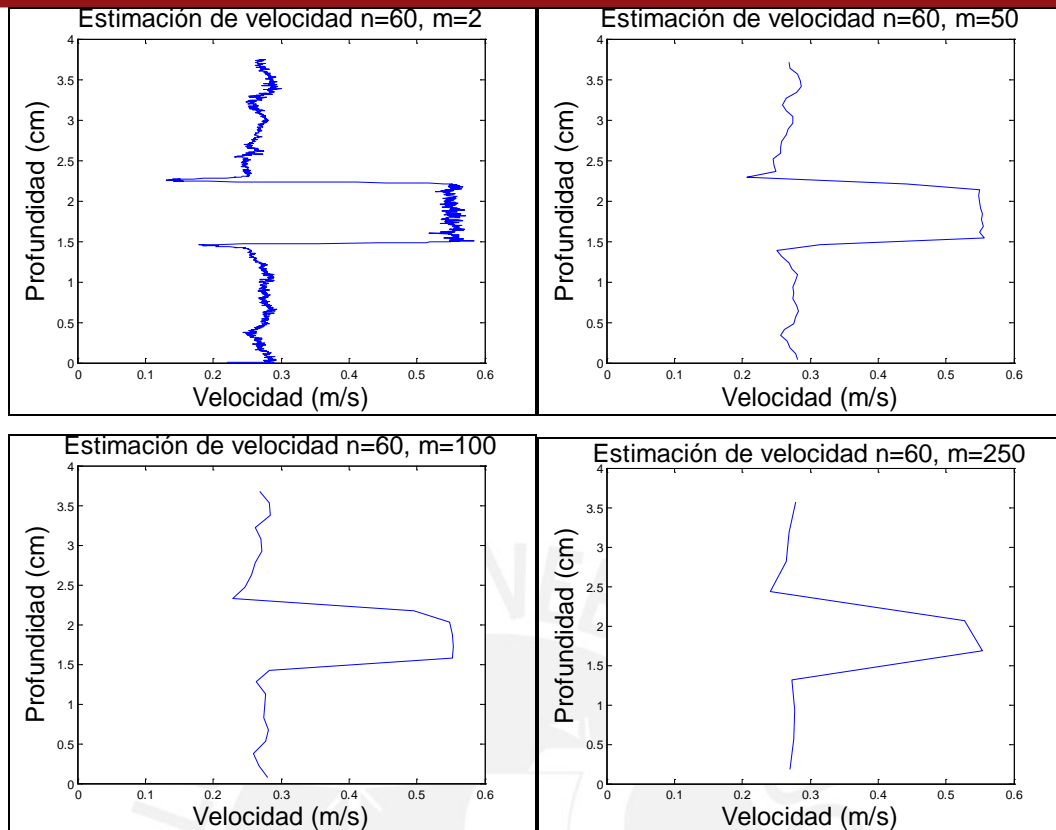 Estimación de velocidad n=60, m=2
Profundidad (cm)
4
3.5
3
2.5
2
1.5
1
0.5
0
0 0.1 0.2 0.3 0.4 0.5 0.6
Velocidad (m/s)
Estimación de velocidad n=60, m=50
Profundidad (cm)
4
3.5
3
2.5
2
1.5
1
0.5
0
0 0.1 0.2 0.3 0.4 0.5 0.6
Velocidad (m/s)
Estimación de velocidad n=60, m=100
Profundidad (cm)
4
3.5
3
2.5
2
1.5
1
0.5
0
0 0.1 0.2 0.3 0.4 0.5 0.6
Velocidad (m/s)
Estimación de velocidad n=60, m=250
Profundidad (cm)
4
3.5
3
2.5
2
1.5
1
0.5
0
0 0.1 0.2 0.3 0.4 0.5 0.6
Velocidad (m/s)